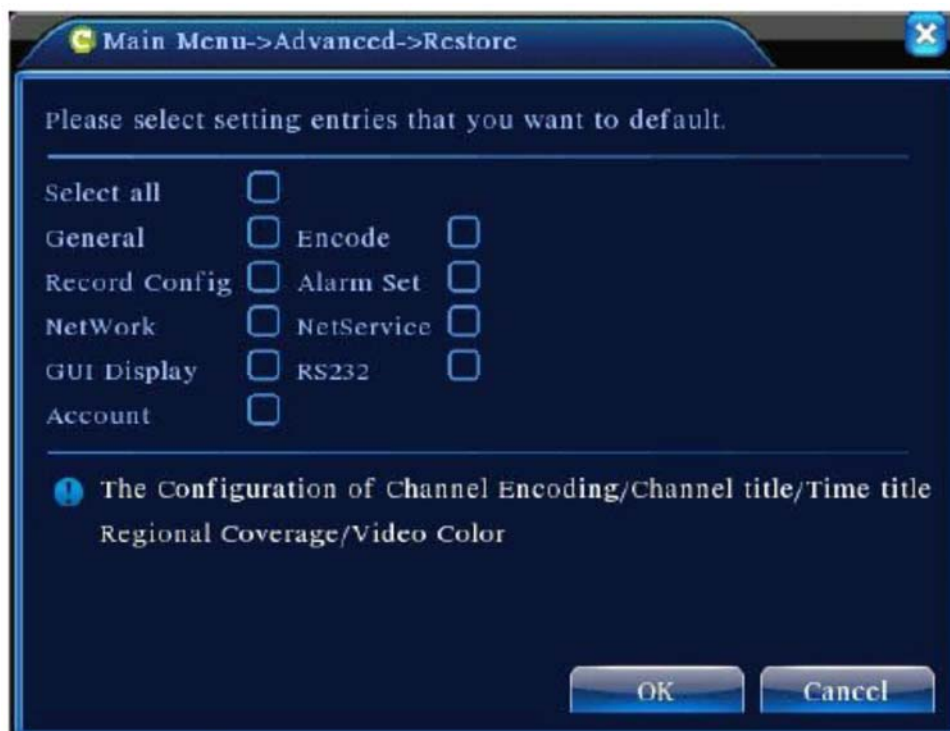 Main Menu->Advanced->Restore
Please select setting entries that you want to default.
Select all
General Encode
Record Config Alarm Set
NetWork NetService
GUI Display RS232
Account
The Configuration of Channel Encoding/Channel title/Time title
Regional Coverage/Video Color
OK Cancel